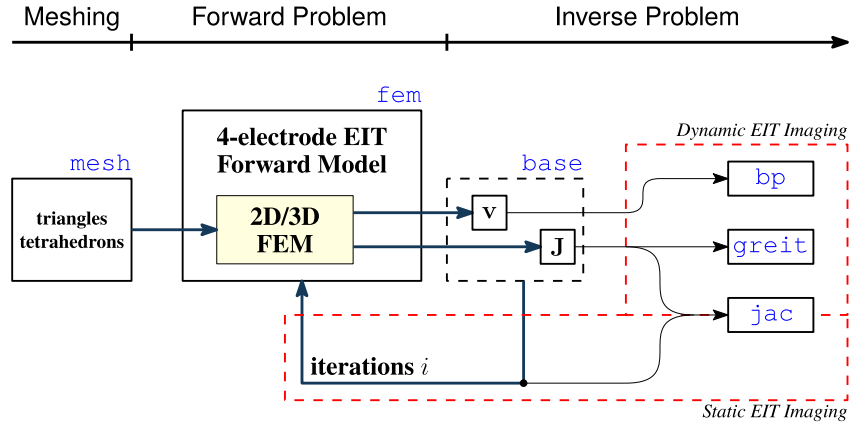 Meshing
Forward Problem
Inverse Problem
fem
Dynamic EIT Imaging
4-electrode EIT
Forward Model
mesh
base
bp
triangles
tetrahedrons
2D/3D
FEM
v
J
greit
jac
iterations i
Static EIT Imaging